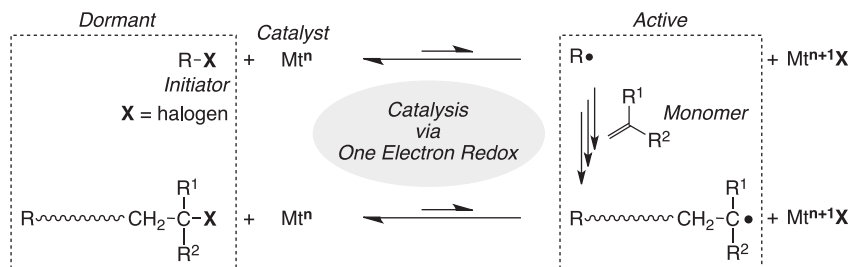 Dormant Catalyst Active
R–X + Mtⁿ R• + Mtⁿ⁺¹X
Initiator
X = halogen
Catalysis
via
One Electron Redox
R¹
R²
Monomer
R¹ R¹
R CH₂–C–X + Mtⁿ R CH₂–C• + Mtⁿ⁺¹X
R² R²